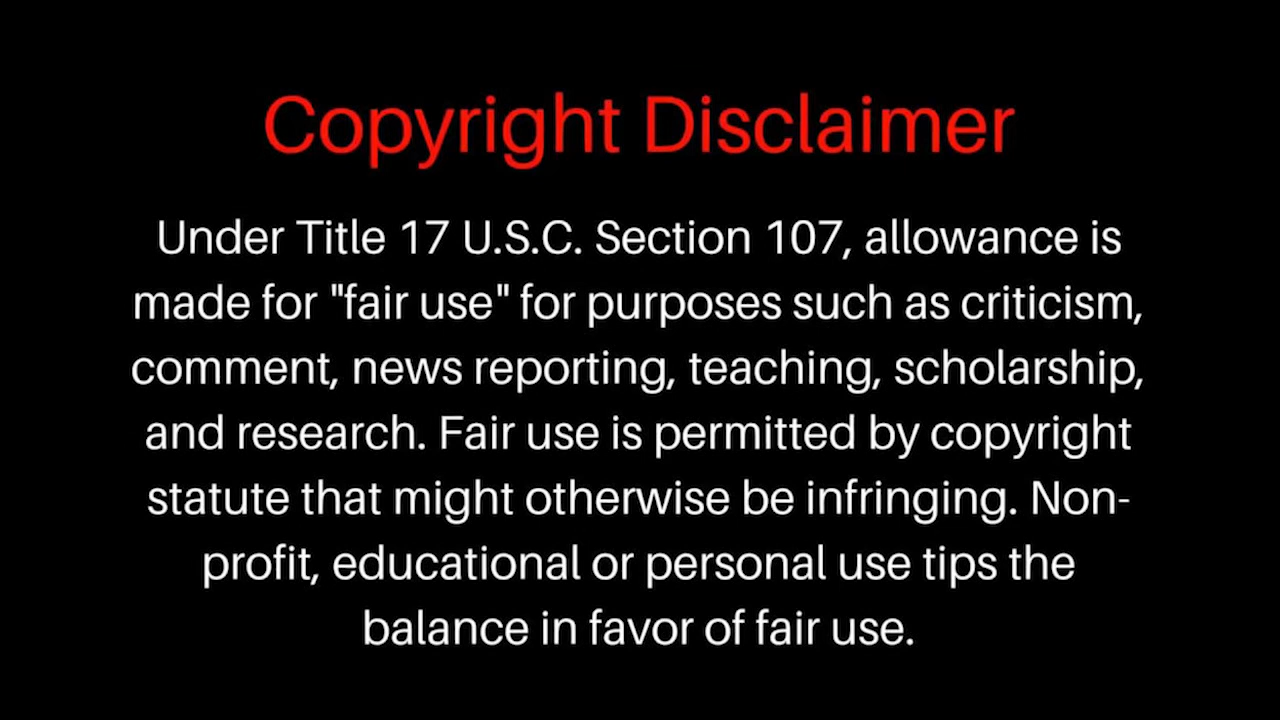 Copyright Disclaimer
Under Title 17 U.S.C. Section 107, allowance is
made for "fair use" for purposes such as criticism,
comment, news reporting, teaching, scholarship,
and research. Fair use is permitted by copyright
statute that might otherwise be infringing. Non-
profit, educational or personal use tips the
balance in favor of fair use.